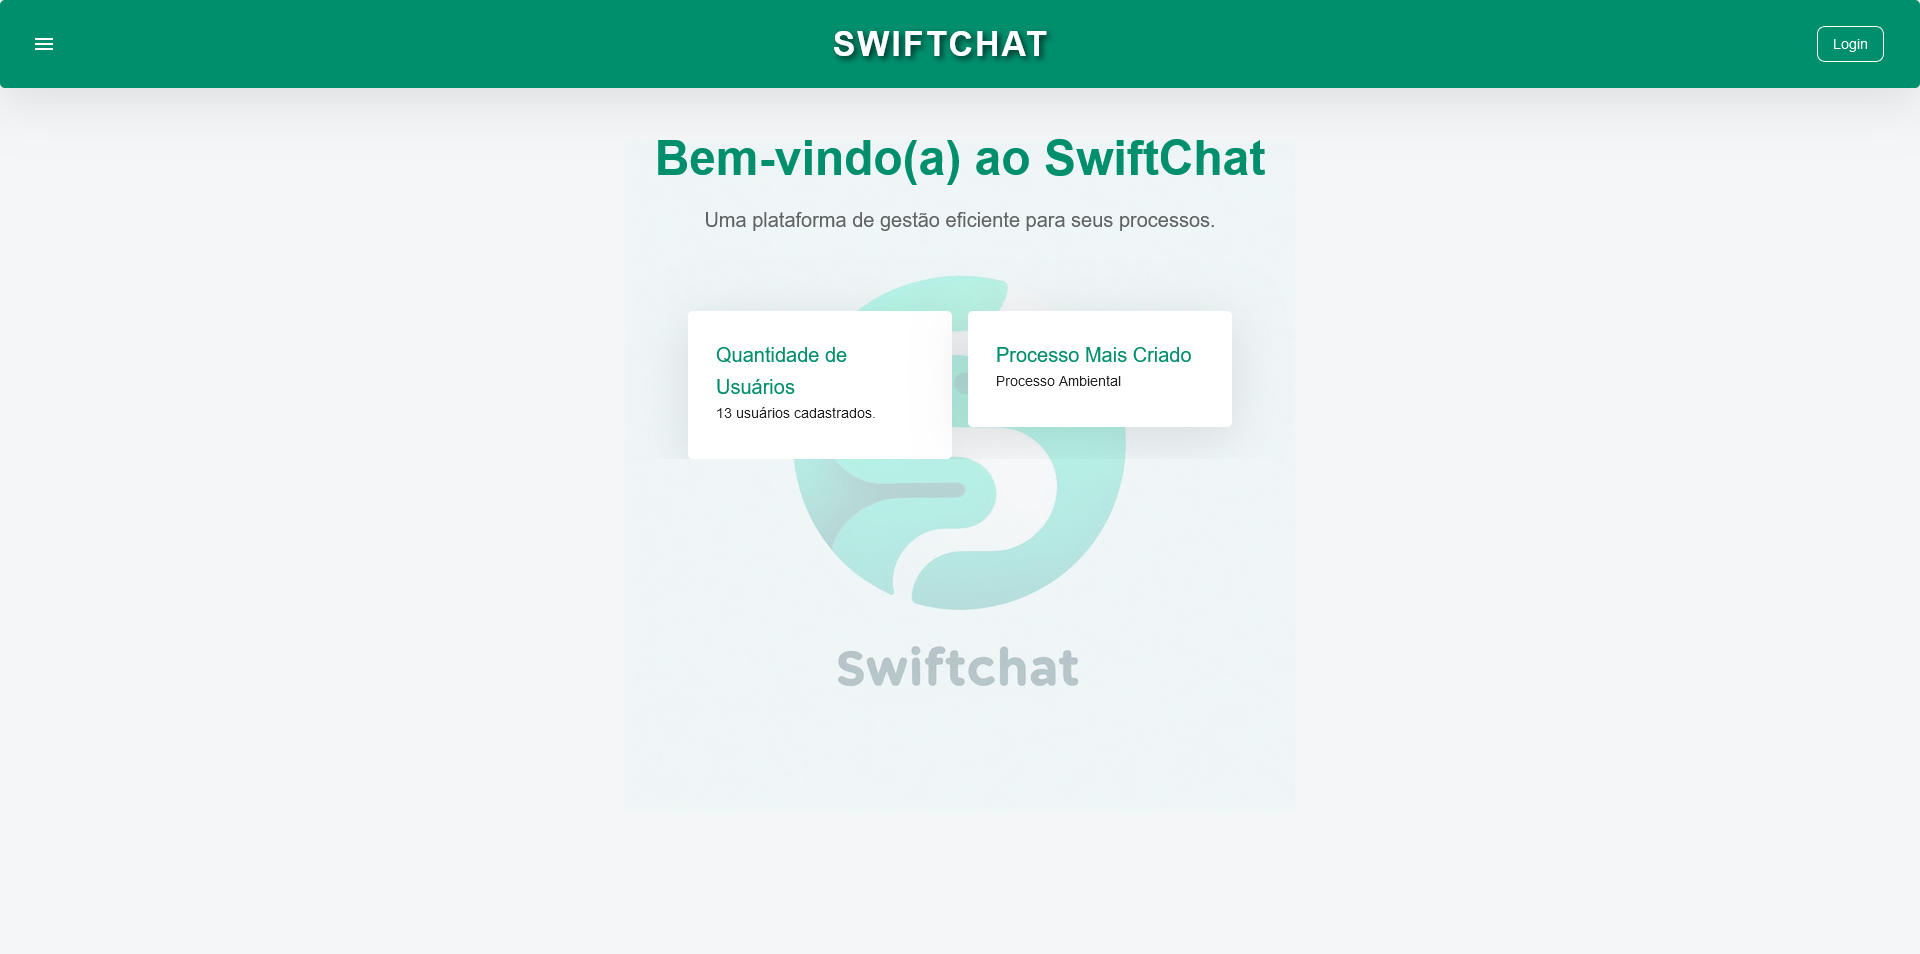 SWIFTCHAT
Login
Bem-vindo(a) ao SwiftChat
Uma plataforma de gestão eficiente para seus processos.
Quantidade de
Usuários
13 usuários cadastrados.
Processo Mais Criado
Processo Ambiental
Swiftchat